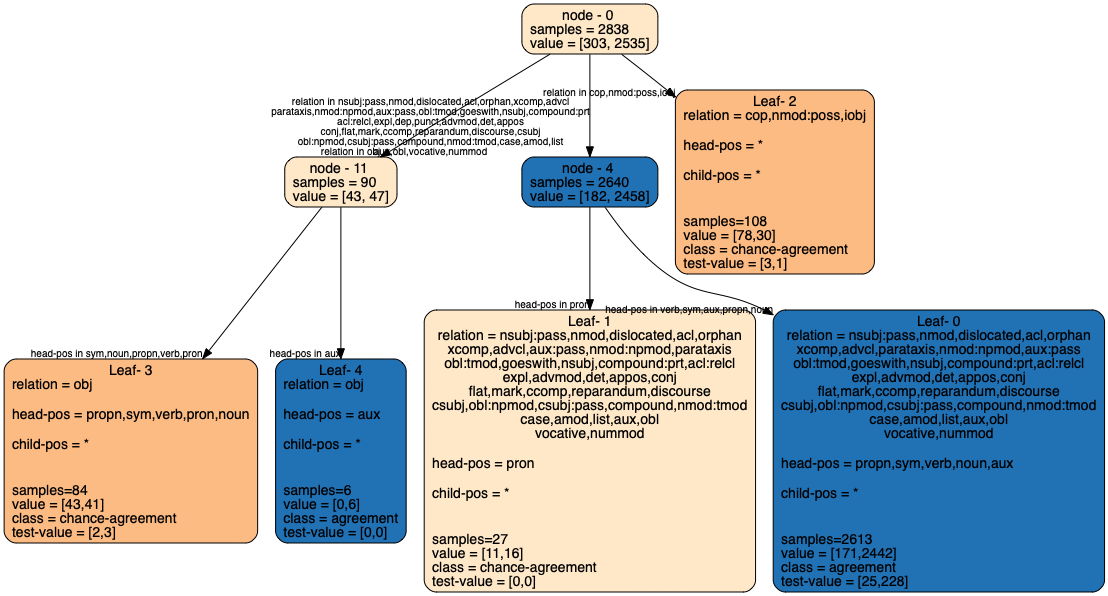 node - 0
samples = 2838
value = [303, 2535]
relation in nsubj:pass,nmod,dislocated,acl,orphan,xcomp,advcl
parataxis,nmod:npmod,aux:pass,obl:tmod,goeswith,nsubj,compound:prt
acl:relcl,expl,dep,punct,advmod,det,appos
conj,flat,mark,ccomp,reparandum,discourse,csubj
obl:npmod,csubj:pass,compound,nmod:tmod,case,amod,list
obl,vocative,nummod
relation in
relation in cop,nmod:poss,iobj
Leaf- 2
relation = cop,nmod:poss,iobj
head-pos = *
child-pos = *
samples=108
value = [78,30]
class = chance-agreement
test-value = [3,1]
node - 11
samples = 90
value = [43, 47]
node - 4
samples = 2640
value = [182, 2458]
head-pos in sym,noun,propn,verb,pron
head-pos in aux
head-pos in pron
head-pos in verb,sym,aux,propn,noun
Leaf- 3
relation = obj
head-pos = propn,sym,verb,pron,noun
child-pos = *
samples=84
value = [43,41]
class = chance-agreement
test-value = [2,3]
Leaf- 4
relation = obj
head-pos = aux
child-pos = *
samples=6
value = [0,6]
class = agreement
test-value = [0,0]
Leaf- 1
relation = nsubj:pass,nmod,dislocated,acl,orphan
xcomp,advcl,aux:pass,nmod:npmod,parataxis
obl:tmod,goeswith,nsubj,compound:prt,acl:relcl
expl,advmod,det,appos,conj
flat,mark,ccomp,reparandum,discourse
csubj,obl:npmod,csubj:pass,compound,nmod:tmod
case,amod,list,aux,obl
vocative,nummod
head-pos = pron
child-pos = *
samples=27
value = [11,16]
class = chance-agreement
test-value = [0,0]
Leaf- 0
relation = nsubj:pass,nmod,dislocated,acl,orphan
xcomp,advcl,parataxis,nmod:npmod,aux:pass
obl:tmod,goeswith,nsubj,compound:prt,acl:relcl
expl,advmod,det,appos,conj
flat,mark,ccomp,reparandum,discourse
csubj,obl:npmod,csubj:pass,compound,nmod:tmod
case,amod,list,aux,obl
vocative,nummod
head-pos = propn,sym,verb,noun,aux
child-pos = *
samples=2613
value = [171,2442]
class = agreement
test-value = [25,228]